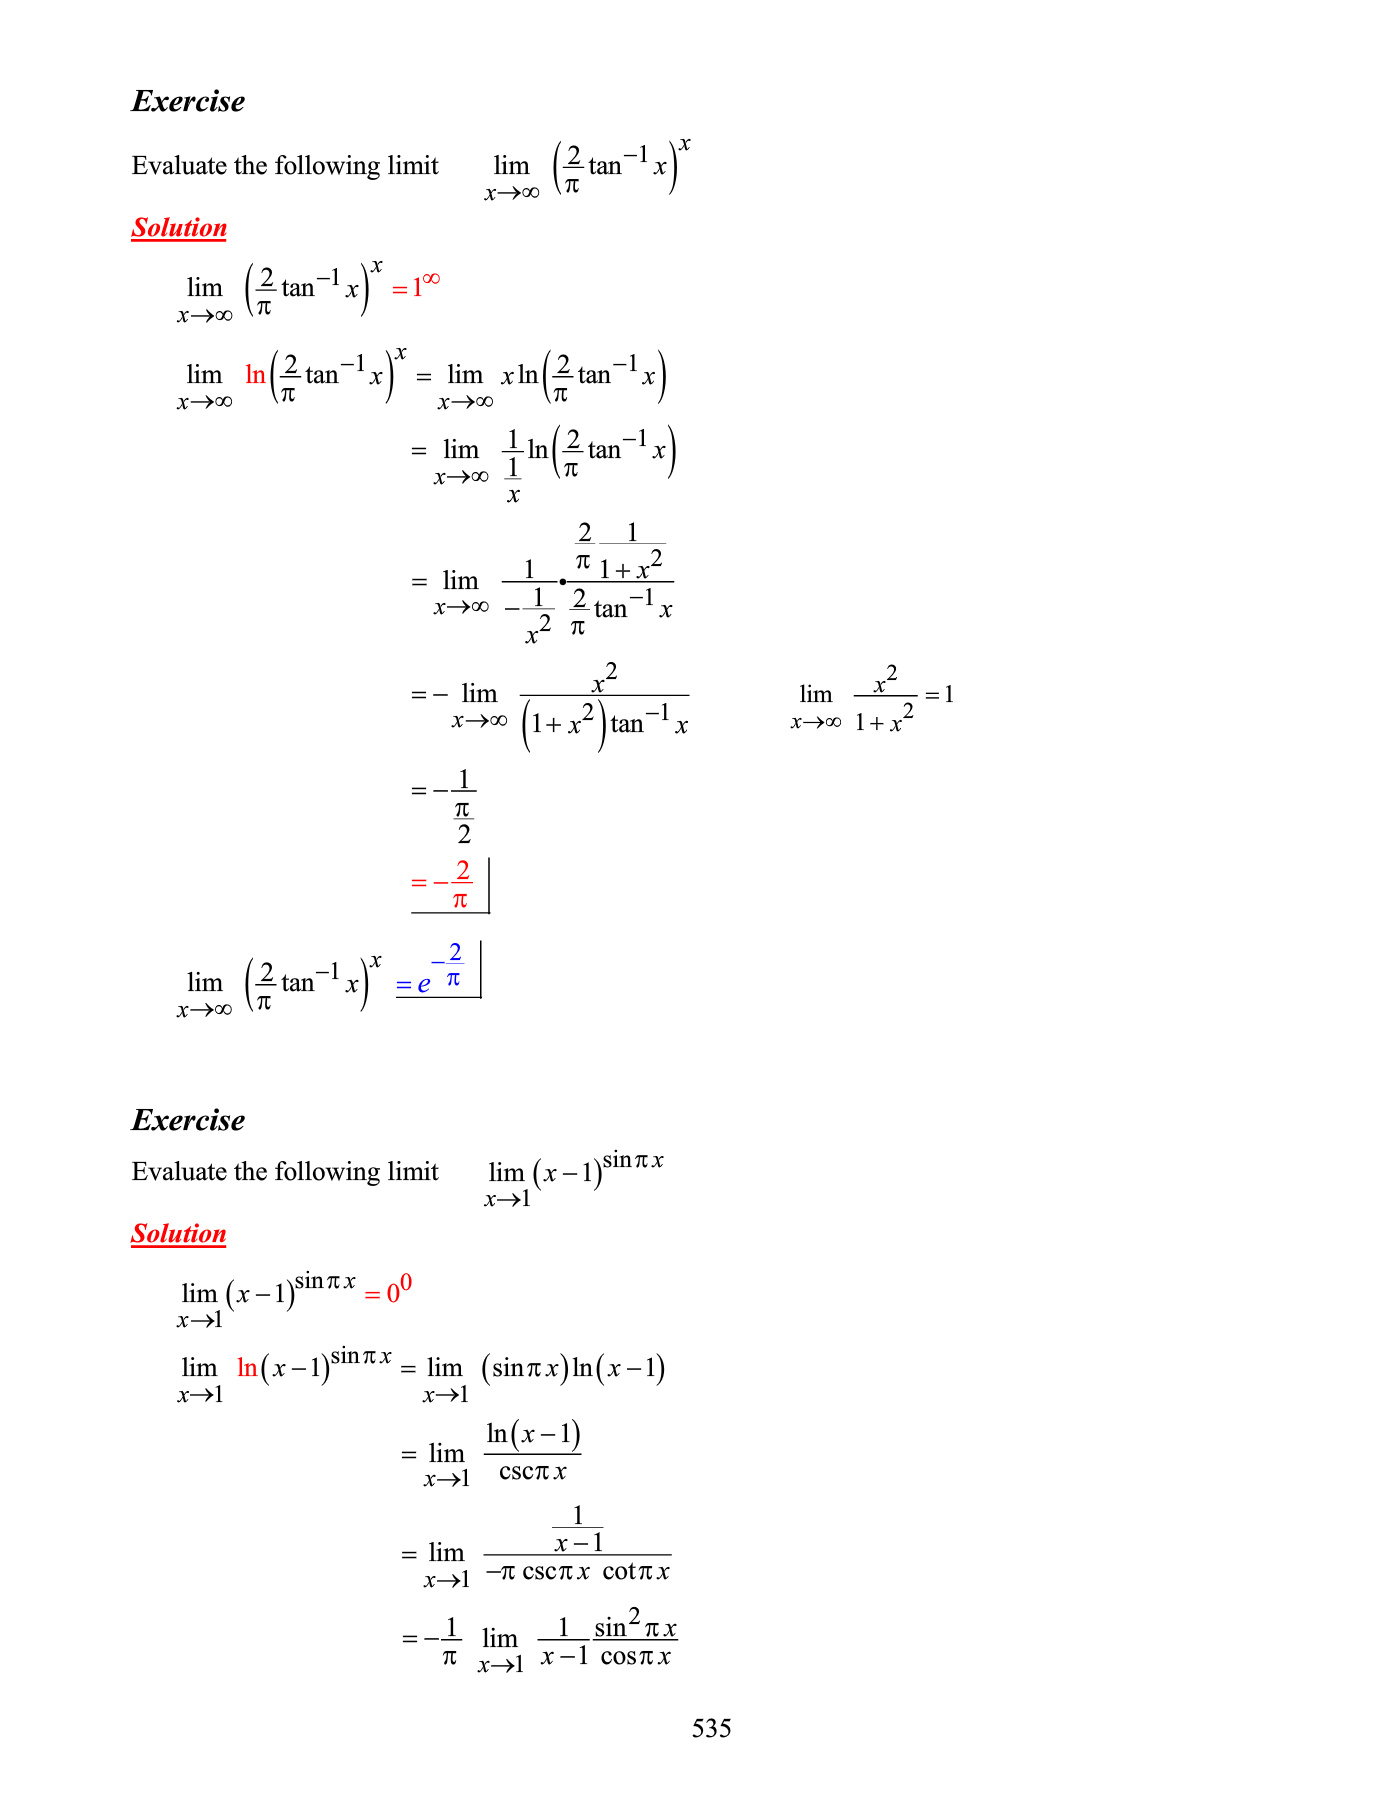 Exercise
Evaluate the following limit $\lim_{x\to\infty} \left(\frac{2}{\pi}\tan^{-1}x\right)^x$
Solution
$\lim_{x\to\infty} \left(\frac{2}{\pi}\tan^{-1}x\right)^x = 1^\infty$
$\lim_{x\to\infty} \ln\left(\frac{2}{\pi}\tan^{-1}x\right)^x = \lim_{x\to\infty} x\ln\left(\frac{2}{\pi}\tan^{-1}x\right)$
$= \lim_{x\to\infty} \frac{1}{\frac{1}{x}}\ln\left(\frac{2}{\pi}\tan^{-1}x\right)$
$= \lim_{x\to\infty} \frac{1}{-\frac{1}{x^2}} \bullet \frac{\frac{2}{\pi}\frac{1}{1+x^2}}{\frac{2}{\pi}\tan^{-1}x}$
$= -\lim_{x\to\infty} \frac{x^2}{\left(1+x^2\right)\tan^{-1}x}$ $\lim_{x\to\infty} \frac{x^2}{1+x^2} = 1$
$= -\frac{1}{\frac{\pi}{2}}$
$= -\frac{2}{\pi}$
$\lim_{x\to\infty} \left(\frac{2}{\pi}\tan^{-1}x\right)^x = e^{-\frac{2}{\pi}}$
Exercise
Evaluate the following limit $\lim_{x\to 1} (x-1)^{\sin\pi x}$
Solution
$\lim_{x\to 1} (x-1)^{\sin\pi x} = 0^0$
$\lim_{x\to 1} \ln(x-1)^{\sin\pi x} = \lim_{x\to 1} (\sin\pi x)\ln(x-1)$
$= \lim_{x\to 1} \frac{\ln(x-1)}{\csc\pi x}$
$= \lim_{x\to 1} \frac{\frac{1}{x-1}}{-\pi\csc\pi x\ \cot\pi x}$
$= -\frac{1}{\pi} \lim_{x\to 1} \frac{1}{x-1}\frac{\sin^2\pi x}{\cos\pi x}$
535